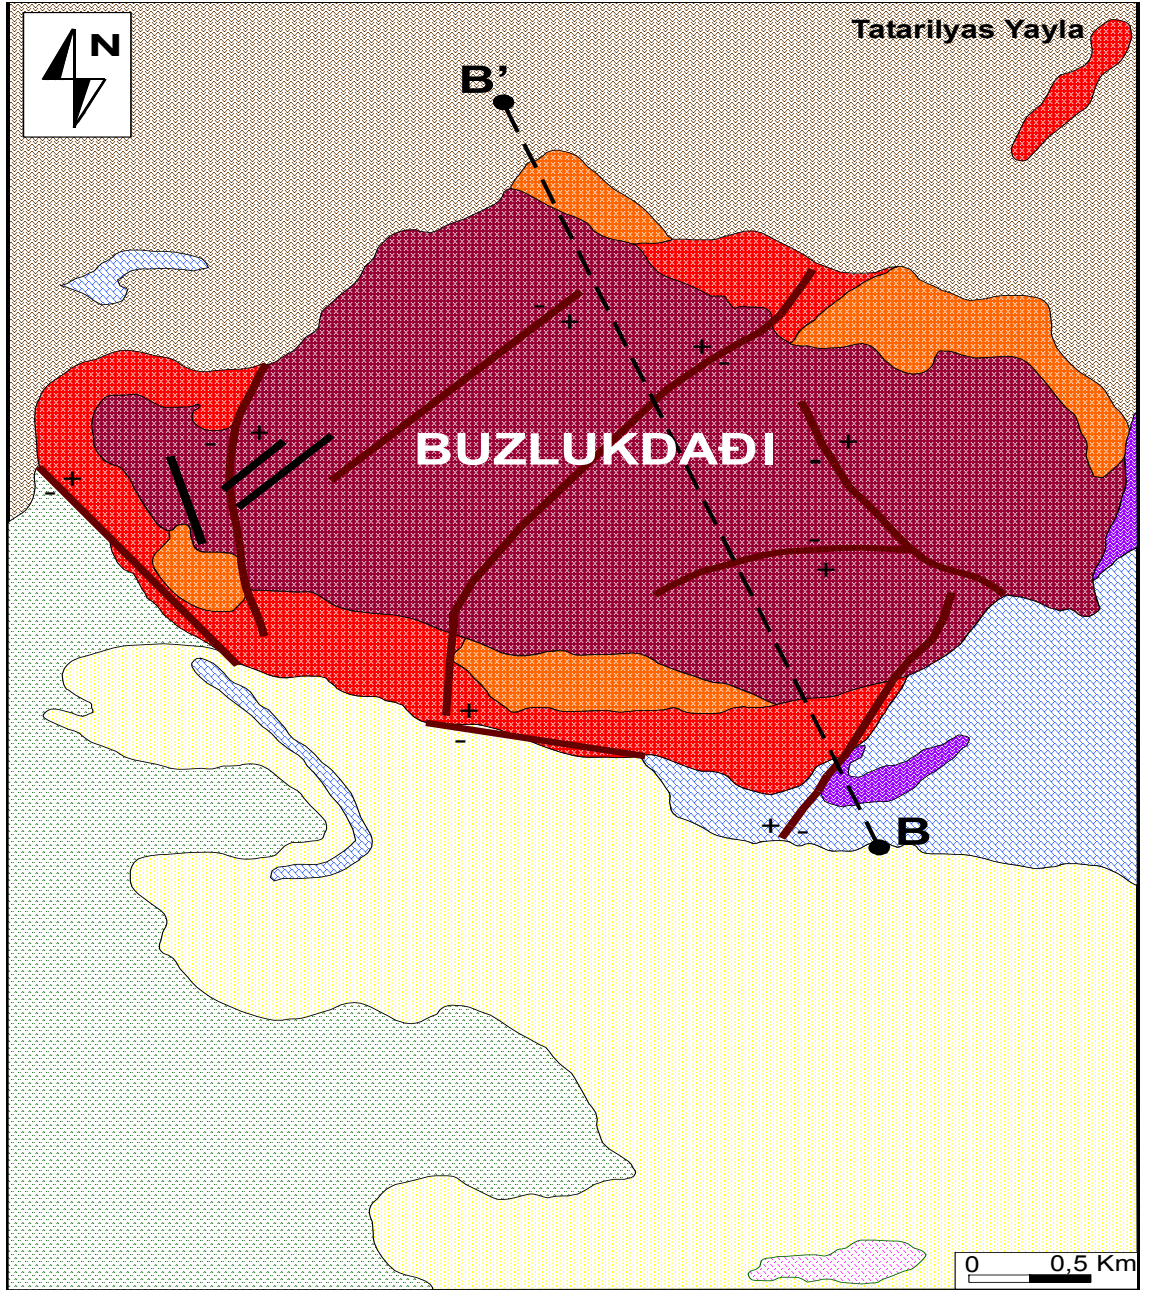 N
Tatarilyas Yayla
B’
-
+
+
-
+
-
BUZLUKDAĐI
+
-
+
-
-
+
+
-
+
-
B
0 0,5 Km